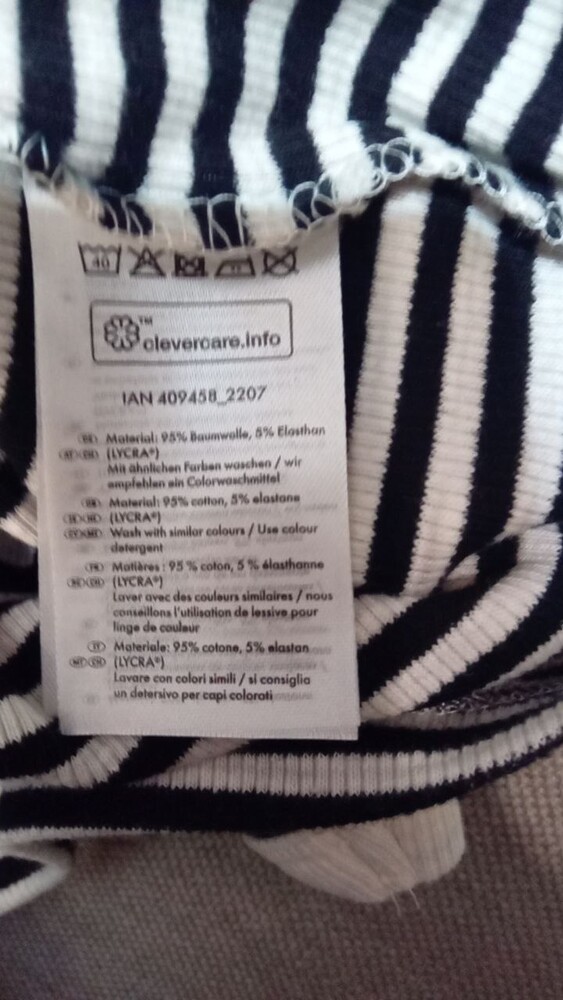 40
clevercare.info™
IAN 409458_2207
Material: 95% Baumwolle, 5% Elasthan
(LYCRA®)
Mit ähnlichen Farben waschen / wir
empfehlen ein Colorwaschmittel
Material: 95% cotton, 5% elastane
(LYCRA®)
Wash with similar colours / Use colour
detergent
Matières : 95 % coton, 5 % élasthanne
(LYCRA®)
Laver avec des couleurs similaires / nous
conseillons l'utilisation de lessive pour
linge de couleur
IT Materiale: 95% cotone, 5% elastan
(LYCRA®)
Lavare con colori simili / si consiglia
un detersivo per capi colorati